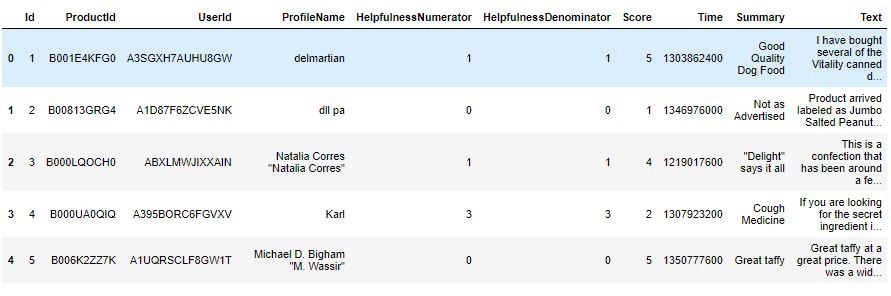 Id ProductId UserId ProfileName HelpfulnessNumerator HelpfulnessDenominator Score Time Summary Text
0 1 B001E4KFG0 A3SGXH7AUHU8GW delmartian 1 1 5 1303862400 Good Quality Dog Food I have bought several of the Vitality canned d...
1 2 B00813GRG4 A1D87F6ZCVE5NK dll pa 0 0 1 1346976000 Not as Advertised Product arrived labeled as Jumbo Salted Peanut...
2 3 B000LQOCH0 ABXLMWJIXXAIN Natalia Corres "Natalia Corres" 1 1 4 1219017600 "Delight" says it all This is a confection that has been around a fe...
3 4 B000UA0QIQ A395BORC6FGVXV Karl 3 3 2 1307923200 Cough Medicine If you are looking for the secret ingredient i...
4 5 B006K2ZZ7K A1UQRSCLF8GW1T Michael D. Bigham "M. Wassir" 0 0 5 1350777600 Great taffy Great taffy at a great price. There was a wid...